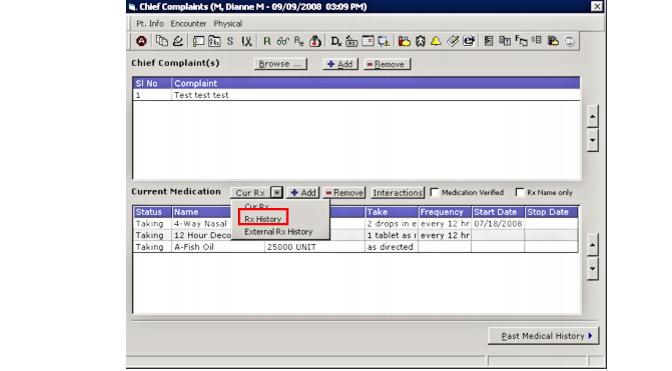 Chief Complaints (M, Dianne M - 09/09/2008 03:09 PM)
Pt. Info Encounter Physical
Chief Complaint(s) Browse ... Add Remove
Sl No Complaint
1 Test test test
Current Medication Cur Rx Add Remove Interactions Medication Verified Rx Name only
Cur Rx
Rx History
External Rx History
Status Name Take Frequency Start Date Stop Date
Taking 4-Way Nasal 2 drops in e every 12 hr 07/18/2008
Taking 12 Hour Deco 1 tablet as r every 12 hr
Taking A-Fish Oil 25000 UNIT as directed
Past Medical History